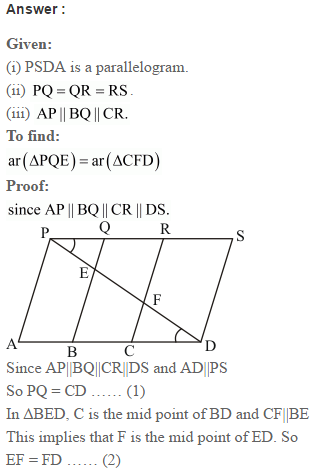 Answer :
Given:
(i) PSDA is a parallelogram.
(ii) PQ = QR = RS.
(iii) AP || BQ || CR.
To find:
ar(ΔPQE) = ar(ΔCFD)
Proof:
since AP || BQ || CR || DS.
P Q R S
E
F
A B C D
Since AP||BQ||CR||DS and AD||PS
So PQ = CD …… (1)
In ΔBED, C is the mid point of BD and CF||BE
This implies that F is the mid point of ED. So
EF = FD …… (2)